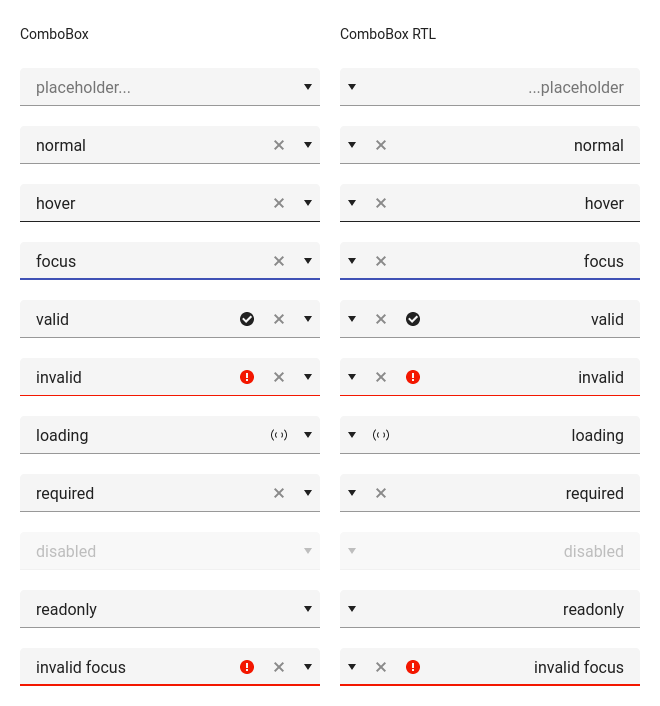 ComboBox
ComboBox RTL
placeholder...
...placeholder
normal
normal
hover
hover
focus
focus
valid
valid
invalid
invalid
loading
loading
required
required
disabled
disabled
readonly
readonly
invalid focus
invalid focus